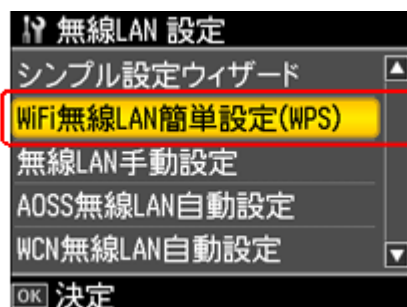 無線LAN 設定
シンプル設定ウィザード
WiFi無線LAN簡単設定(WPS)
無線LAN手動設定
AOSS無線LAN自動設定
WCN無線LAN自動設定
OK 決定